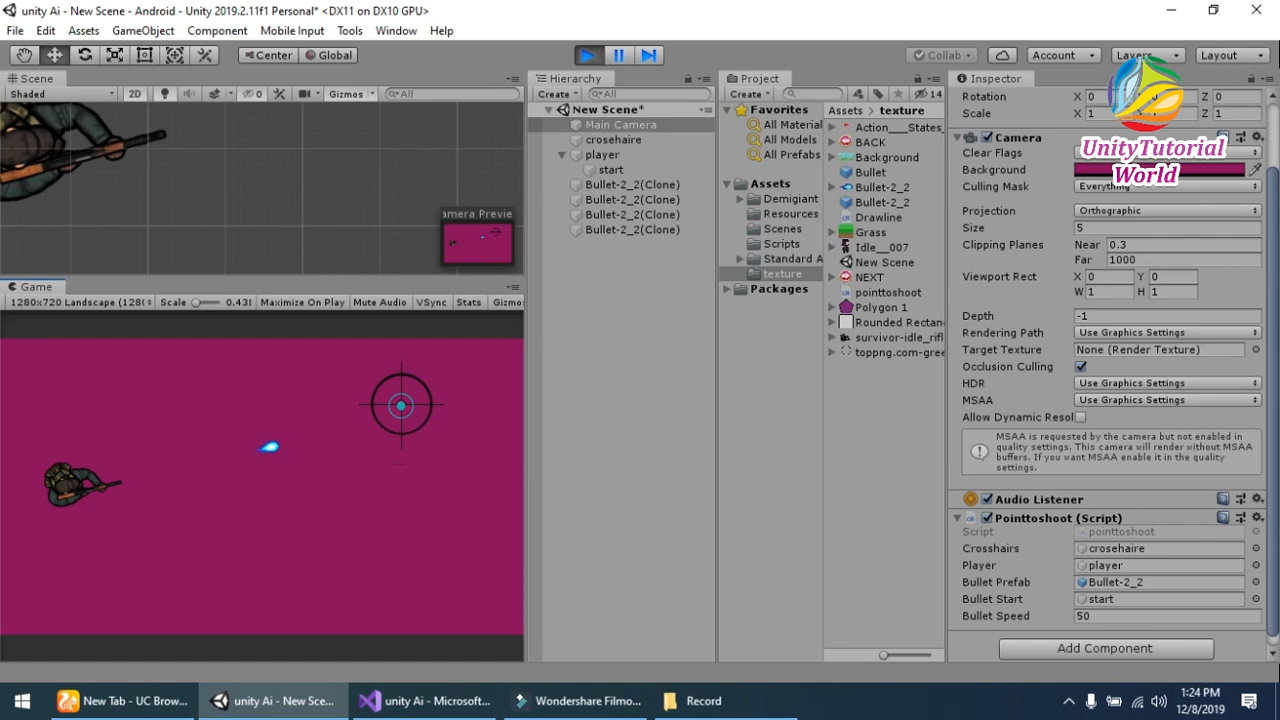 unity Ai - New Scene - Android - Unity 2019.2.11f1 Personal* <DX11 on DX10 GPU>
File Edit Assets GameObject Component Mobile Input Tools Window Help
Center Global Collab Account Layers Layout
Scene
Shaded 2D 0 Gizmos All
Camera Preview
Game
1280x720 Landscape (128( Scale 0.43 Maximize On Play Mute Audio VSync Stats Gizmos
Hierarchy
Create All
New Scene*
Main Camera
crosehaire
player
start
Bullet-2_2(Clone)
Bullet-2_2(Clone)
Bullet-2_2(Clone)
Bullet-2_2(Clone)
Project
Create 14
Favorites
All Material
All Models
All Prefabs
Assets
Demigiant
Resources
Scenes
Scripts
Standard A
texture
Packages
Assets texture
Action___States_
BACK
Background
Bullet
Bullet-2_2
Bullet-2_2
Drawline
Grass
Idle__007
New Scene
NEXT
pointtoshoot
Polygon 1
Rounded Rectan
survivor-idle_rifl
toppng.com-gree
Inspector
Rotation X 0 Y 0 Z 0
Scale X 1 Z 1
UnityTutorial
World
Camera
Clear Flags
Background
Culling Mask Everything
Projection Orthographic
Size 5
Clipping Planes Near 0.3
Far 1000
Viewport Rect X 0 Y 0
W 1 H 1
Depth -1
Rendering Path Use Graphics Settings
Target Texture None (Render Texture)
Occlusion Culling
HDR Use Graphics Settings
MSAA Use Graphics Settings
Allow Dynamic Resol
MSAA is requested by the camera but not enabled in
quality settings. This camera will render without MSAA
buffers. If you want MSAA enable it in the quality
settings.
Audio Listener
Pointtoshoot (Script)
Script pointtoshoot
Crosshairs crosehaire
Player player
Bullet Prefab Bullet-2_2
Bullet Start start
Bullet Speed 50
Add Component
New Tab - UC Brow...
unity Ai - New Sce...
unity Ai - Microsoft...
Wondershare Filmo...
Record
1:24 PM
12/8/2019